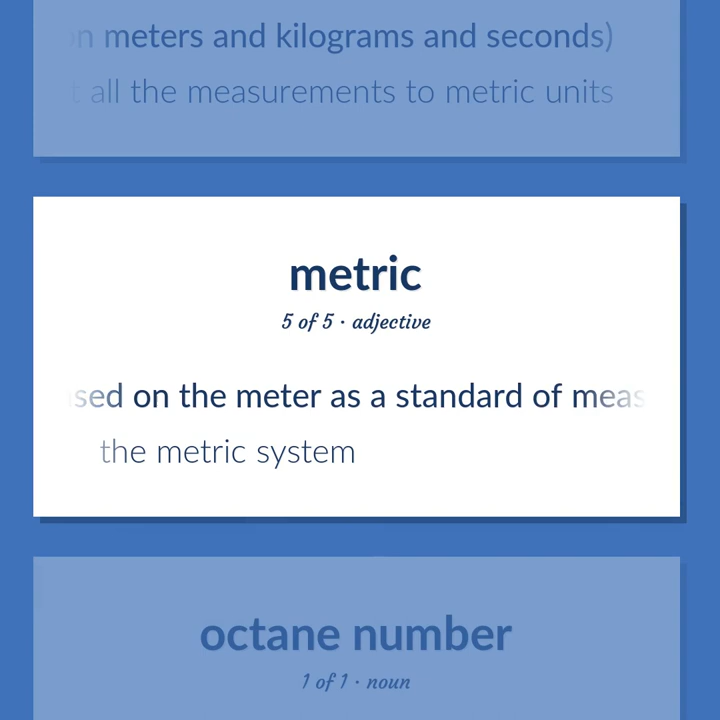 meters and kilograms and seconds)
all the measurements to metric units
metric
5 of 5 · adjective
on the meter as a standard of
the metric system
octane number
1 of 1 · noun